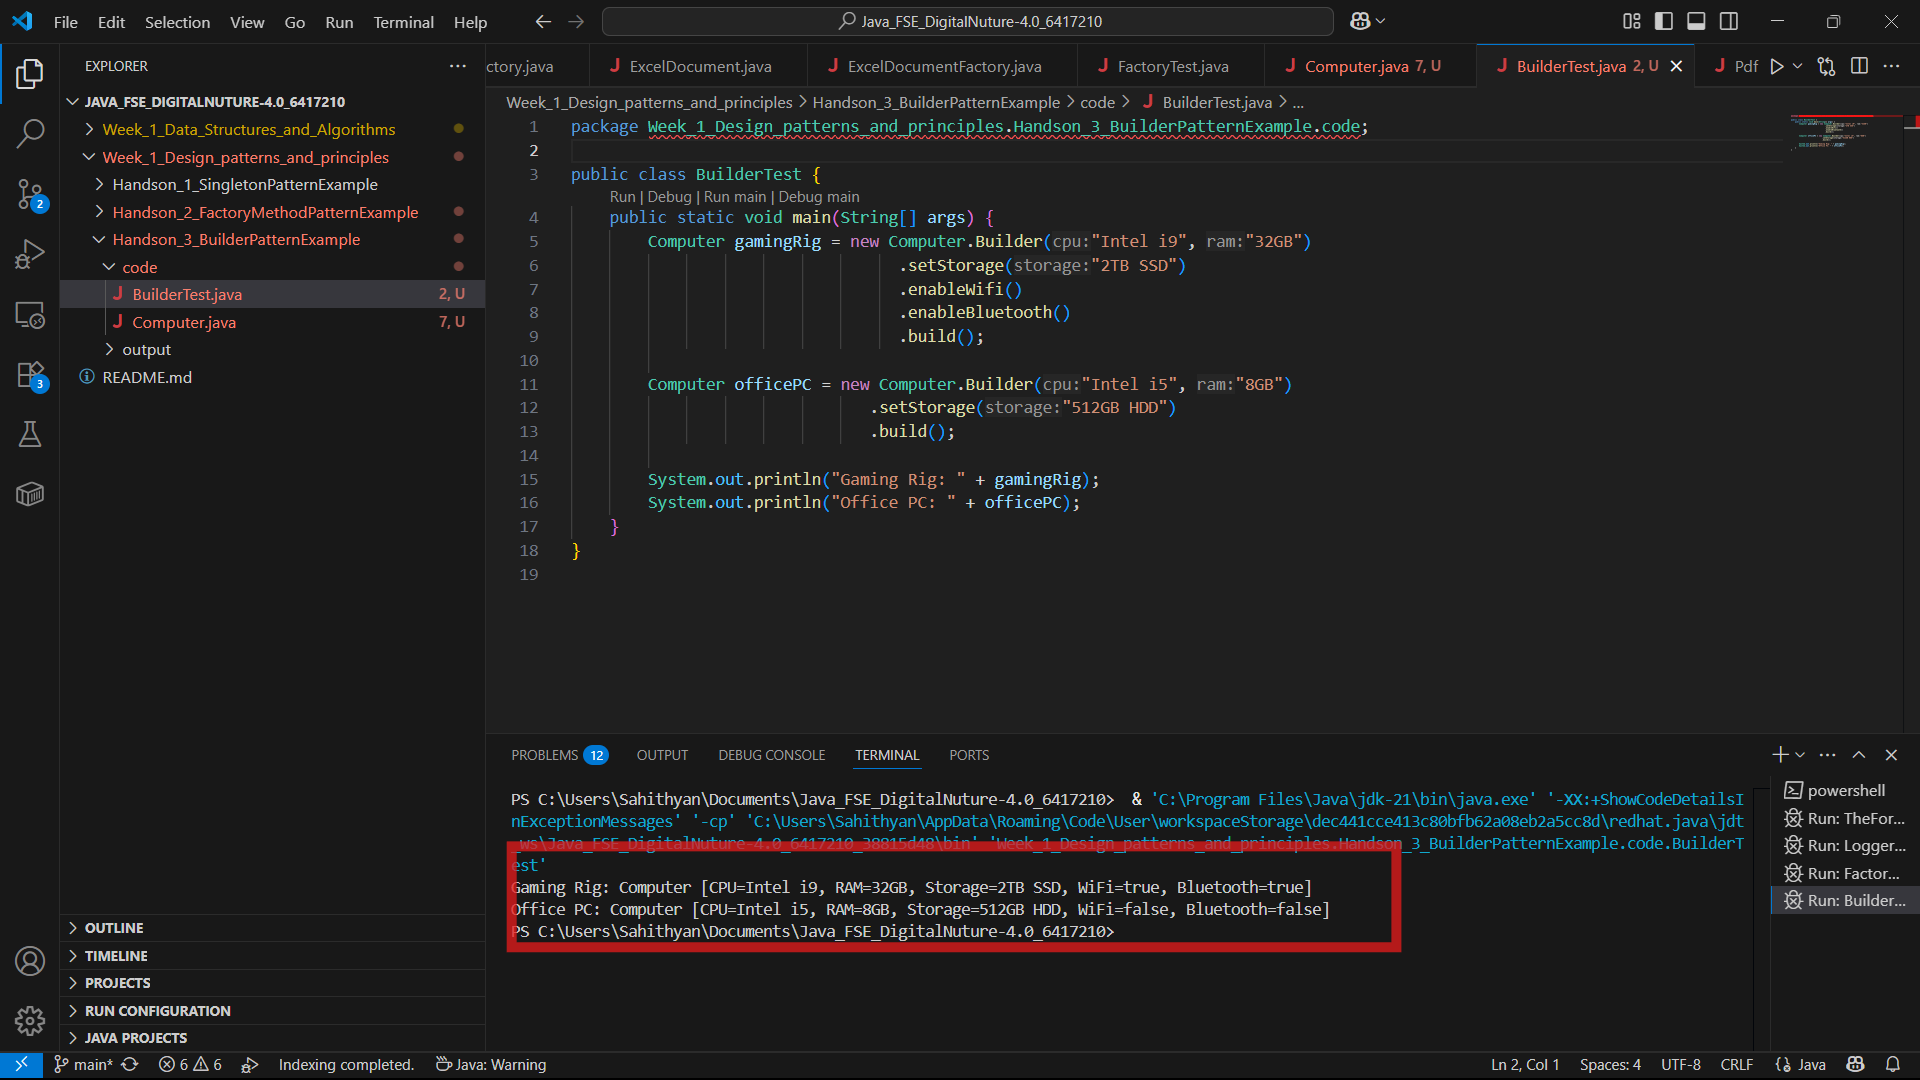 File Edit Selection View Go Run Terminal Help
Java_FSE_DigitalNuture-4.0_6417210
EXPLORER
JAVA_FSE_DIGITALNUTURE-4.0_6417210
Week_1_Data_Structures_and_Algorithms
Week_1_Design_patterns_and_principles
Handson_1_SingletonPatternExample
Handson_2_FactoryMethodPatternExample
Handson_3_BuilderPatternExample
code
BuilderTest.java 2, U
Computer.java 7, U
output
README.md
2
3
OUTLINE
TIMELINE
PROJECTS
RUN CONFIGURATION
JAVA PROJECTS
ctory.java ExcelDocument.java ExcelDocumentFactory.java FactoryTest.java Computer.java 7, U BuilderTest.java 2, U Pdf
Week_1_Design_patterns_and_principles > Handson_3_BuilderPatternExample > code > BuilderTest.java > ...
1 package Week_1_Design_patterns_and_principles.Handson_3_BuilderPatternExample.code;
2
3 public class BuilderTest {
Run | Debug | Run main | Debug main
4 public static void main(String[] args) {
5 Computer gamingRig = new Computer.Builder(cpu:"Intel i9", ram:"32GB")
6 .setStorage(storage:"2TB SSD")
7 .enableWifi()
8 .enableBluetooth()
9 .build();
10
11 Computer officePC = new Computer.Builder(cpu:"Intel i5", ram:"8GB")
12 .setStorage(storage:"512GB HDD")
13 .build();
14
15 System.out.println("Gaming Rig: " + gamingRig);
16 System.out.println("Office PC: " + officePC);
17 }
18 }
19
PROBLEMS 12 OUTPUT DEBUG CONSOLE TERMINAL PORTS
PS C:\Users\Sahithyan\Documents\Java_FSE_DigitalNuture-4.0_6417210> & 'C:\Program Files\Java\jdk-21\bin\java.exe' '-XX:+ShowCodeDetailsI
nExceptionMessages' '-cp' 'C:\Users\Sahithyan\AppData\Roaming\Code\User\workspaceStorage\dec441cce413c80bfb62a08eb2a5cc8d\redhat.java\jdt
_ws\Java_FSE_DigitalNuture-4.0_6417210_38815d48\bin' 'Week_1_Design_patterns_and_principles.Handson_3_BuilderPatternExample.code.BuilderT
est'
Gaming Rig: Computer [CPU=Intel i9, RAM=32GB, Storage=2TB SSD, WiFi=true, Bluetooth=true]
Office PC: Computer [CPU=Intel i5, RAM=8GB, Storage=512GB HDD, WiFi=false, Bluetooth=false]
PS C:\Users\Sahithyan\Documents\Java_FSE_DigitalNuture-4.0_6417210>
powershell
Run: TheFor...
Run: Logger...
Run: Factor...
Run: Builder...
main* 6 6 Indexing completed. Java: Warning Ln 2, Col 1 Spaces: 4 UTF-8 CRLF Java